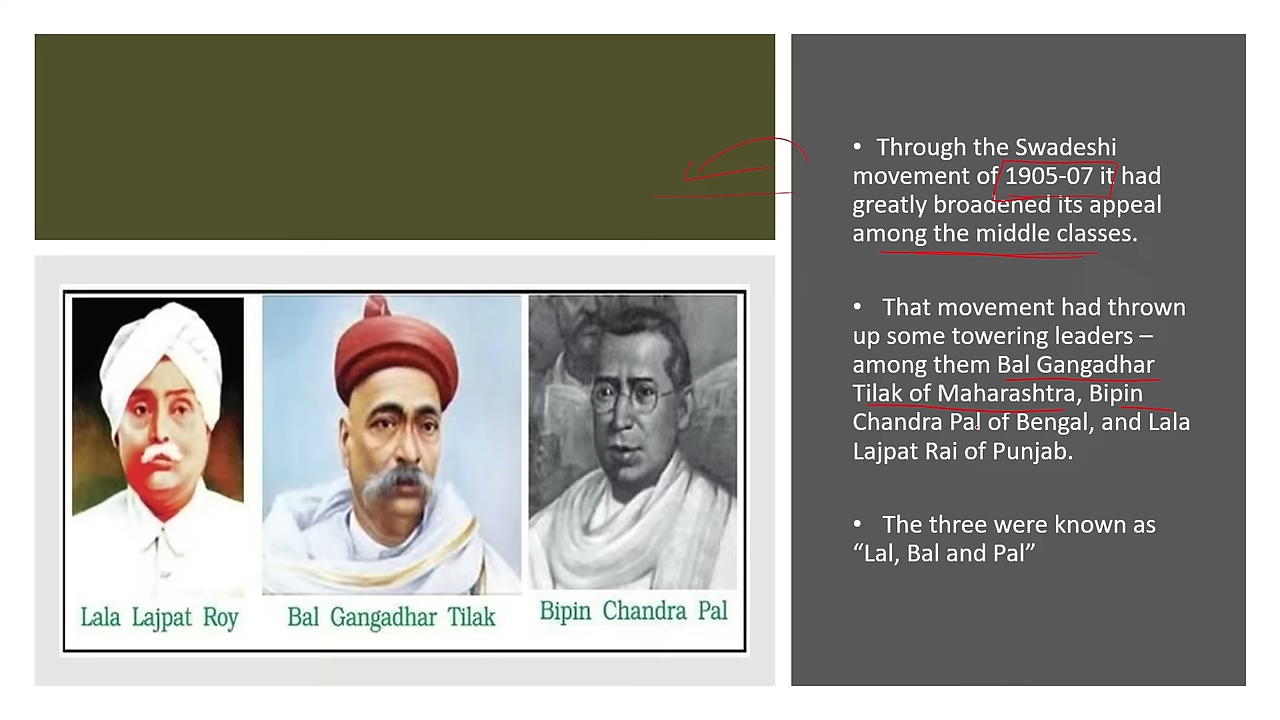 • Through the Swadeshi
movement of 1905-07 it had
greatly broadened its appeal
among the middle classes.
• That movement had thrown
up some towering leaders –
among them Bal Gangadhar
Tilak of Maharashtra, Bipin
Chandra Pal of Bengal, and Lala
Lajpat Rai of Punjab.
• The three were known as
“Lal, Bal and Pal”
Lala Lajpat Roy
Bal Gangadhar Tilak
Bipin Chandra Pal